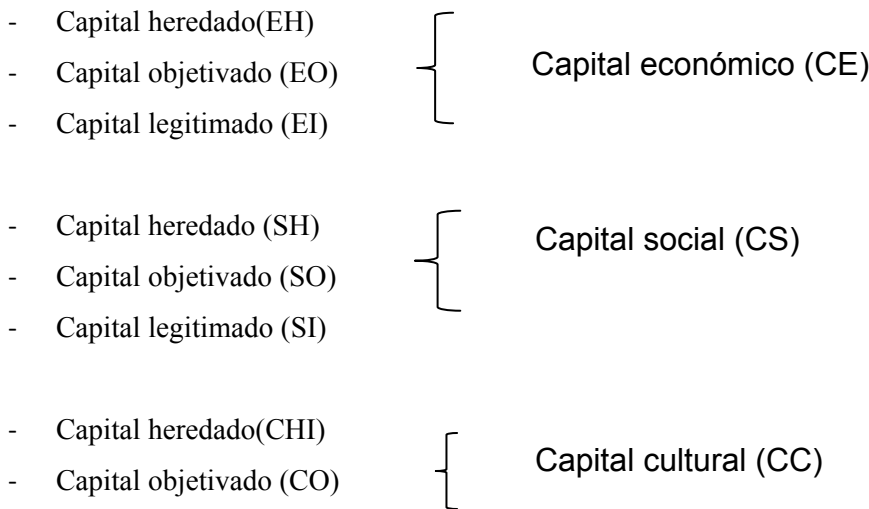 - Capital heredado(EH)
- Capital objetivado (EO)
- Capital legitimado (EI)
Capital económico (CE)
- Capital heredado (SH)
- Capital objetivado (SO)
- Capital legitimado (SI)
Capital social (CS)
- Capital heredado(CHI)
- Capital objetivado (CO)
Capital cultural (CC)